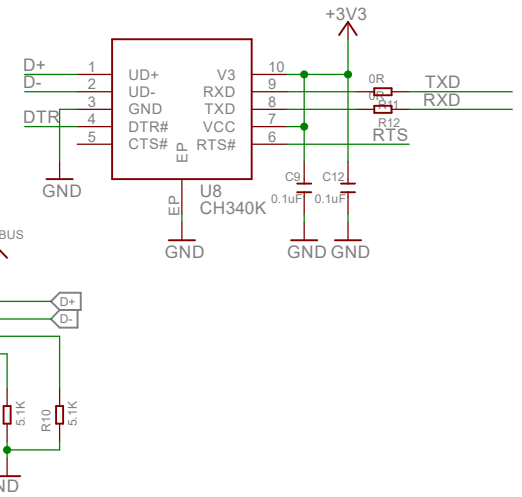 +3V3
D+ 1 UD+ V3 10
D- 2 UD- RXD 9 0R R11 TXD
3 GND TXD 8 0R R12 RXD
DTR 4 DTR# VCC 7
5 CTS# RTS# 6 RTS
EP
EP
U8
CH340K
C9 0.1uF
C12 0.1uF
GND
GND
GND
GND
BUS
D+
D-
5.1K
R10 5.1K
ND